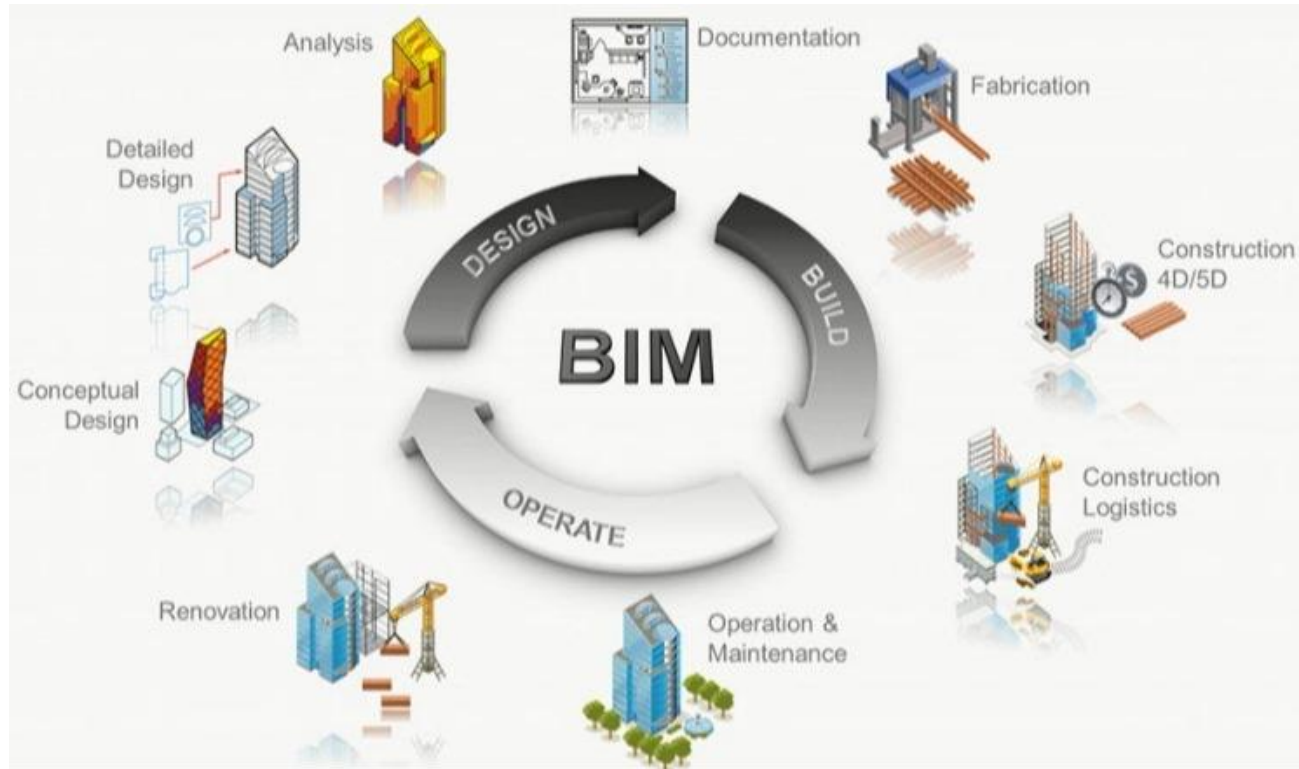 Analysis
Documentation
Fabrication
Detailed
Design
DESIGN
BUILD
Construction
4D/5D
$
BIM
Conceptual
Design
OPERATE
Construction
Logistics
Renovation
Operation &
Maintenance